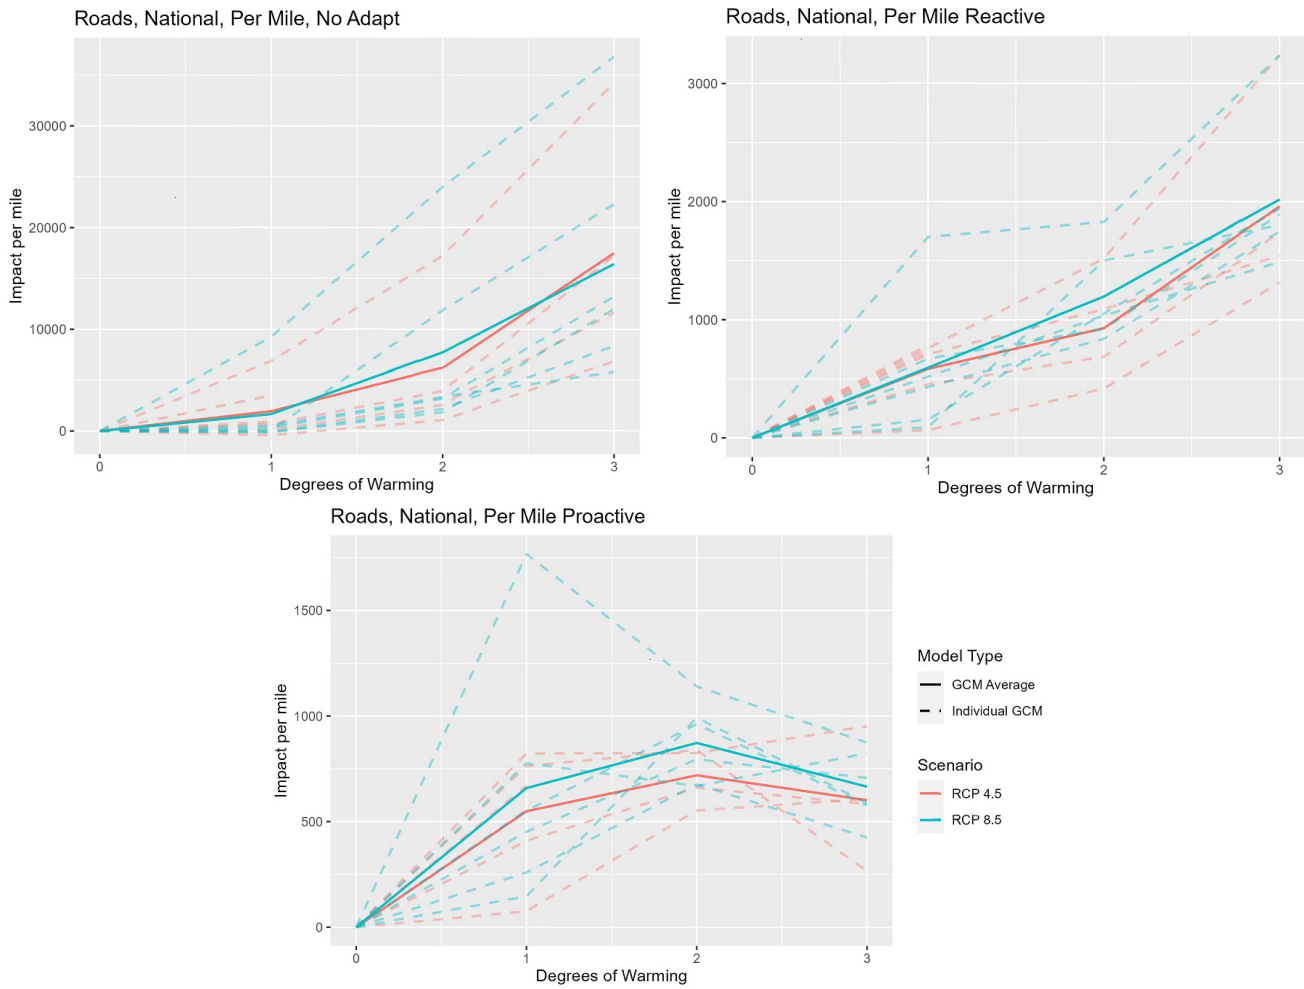 Roads, National, Per Mile, No Adapt
30000
20000
10000
0
Impact per mile
0 1 2 3
Degrees of Warming
Roads, National, Per Mile Reactive
3000
2000
1000
0
Impact per mile
0 1 2 3
Degrees of Warming
Roads, National, Per Mile Proactive
1500
1000
500
0
Impact per mile
0 1 2 3
Degrees of Warming
Model Type
GCM Average
Individual GCM
Scenario
RCP 4.5
RCP 8.5